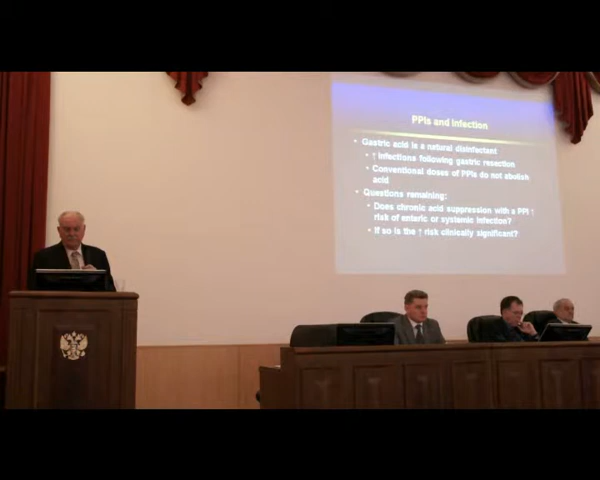 PPIs and Infection
• Gastric acid is a natural disinfectant
• ↑ Infections following gastric resection
• Conventional doses of PPIs do not abolish
acid
• Questions remaining:
• Does chronic acid suppression with a PPI ↑
risk of enteric or systemic infection?
• If so is the ↑ risk clinically significant?